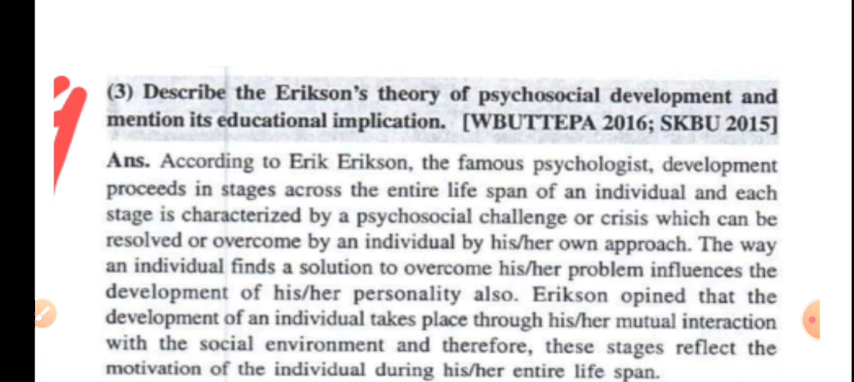 (3) Describe the Erikson's theory of psychosocial development and
mention its educational implication. [WBUTTEPA 2016; SKBU 2015]
Ans. According to Erik Erikson, the famous psychologist, development
proceeds in stages across the entire life span of an individual and each
stage is characterized by a psychosocial challenge or crisis which can be
resolved or overcome by an individual by his/her own approach. The way
an individual finds a solution to overcome his/her problem influences the
development of his/her personality also. Erikson opined that the
development of an individual takes place through his/her mutual interaction
with the social environment and therefore, these stages reflect the
motivation of the individual during his/her entire life span.